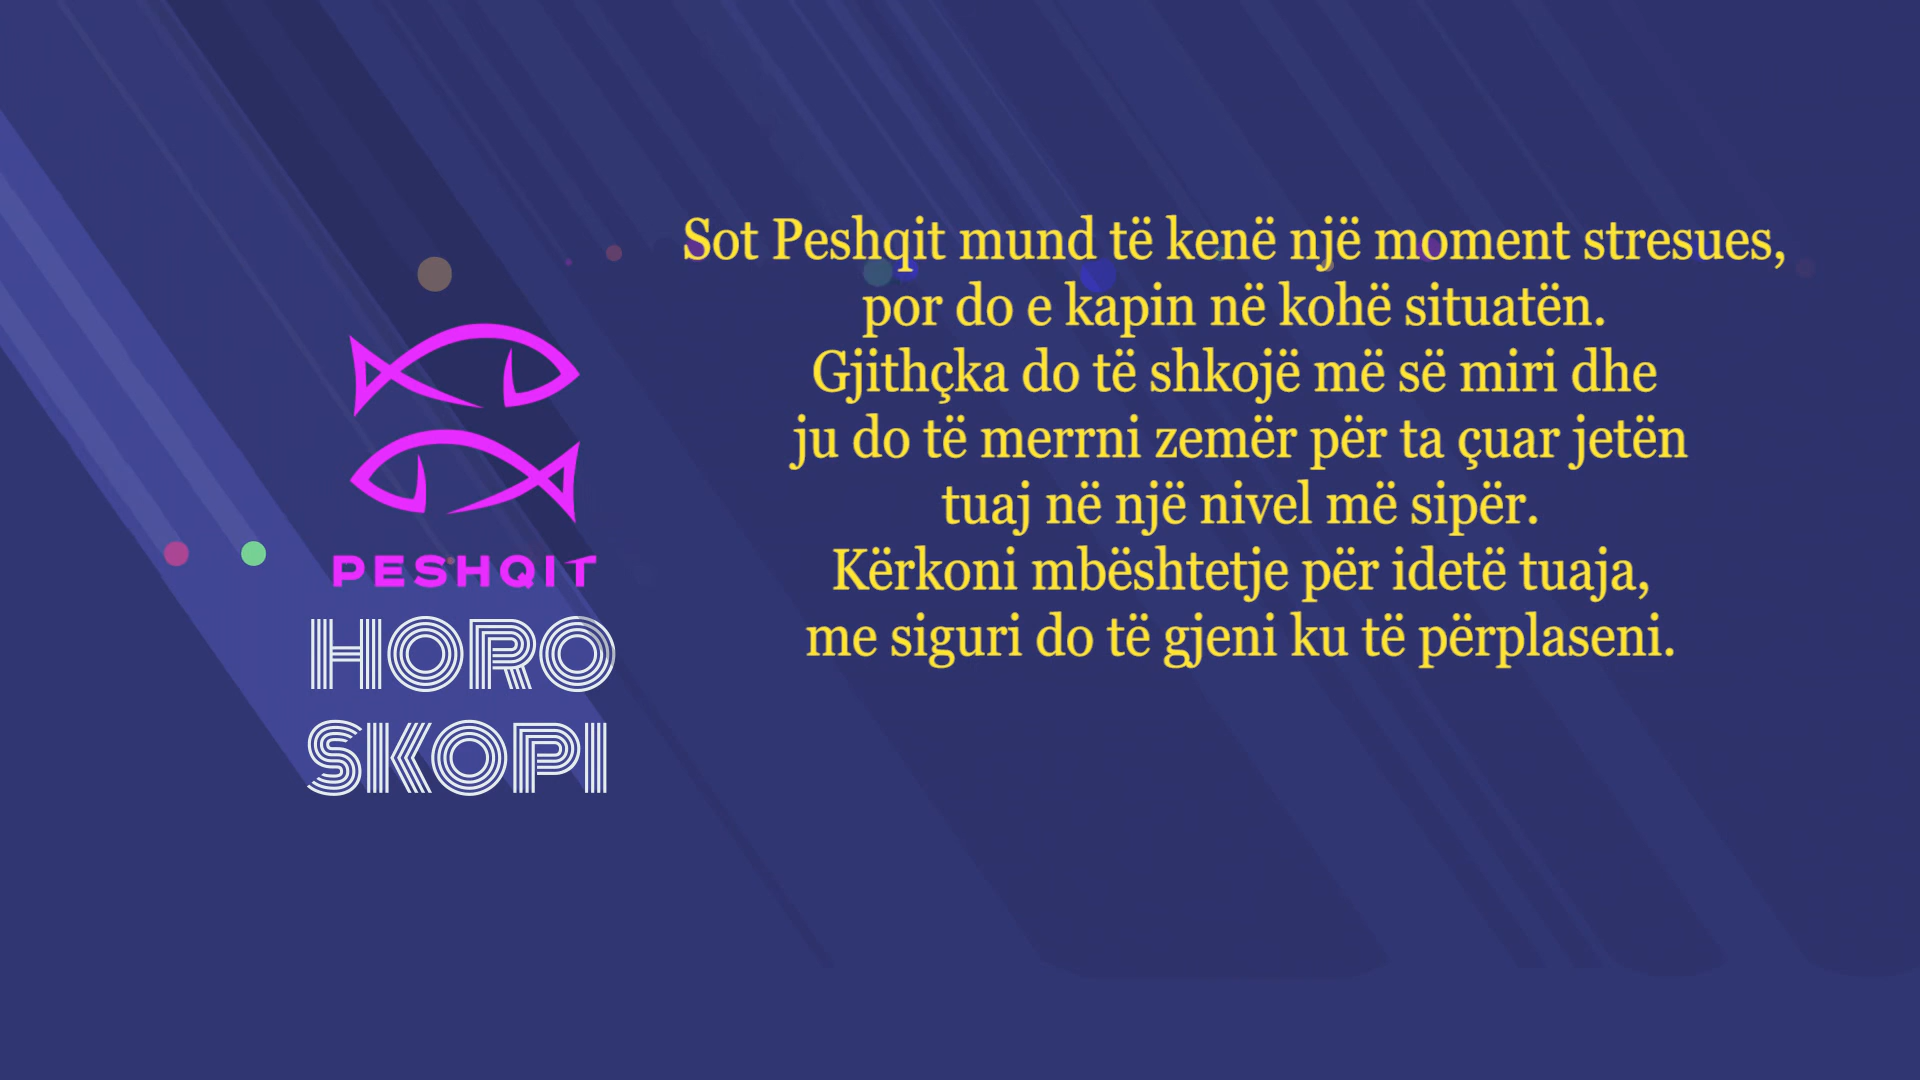 PESHQIT
HORO
SKOPI
Sot Peshqit mund të kenë një moment stresues,
por do e kapin në kohë situatën.
Gjithçka do të shkojë më së miri dhe
ju do të merrni zemër për ta çuar jetën
tuaj në një nivel më sipër.
Kërkoni mbështetje për idetë tuaja,
me siguri do të gjeni ku të përplaseni.